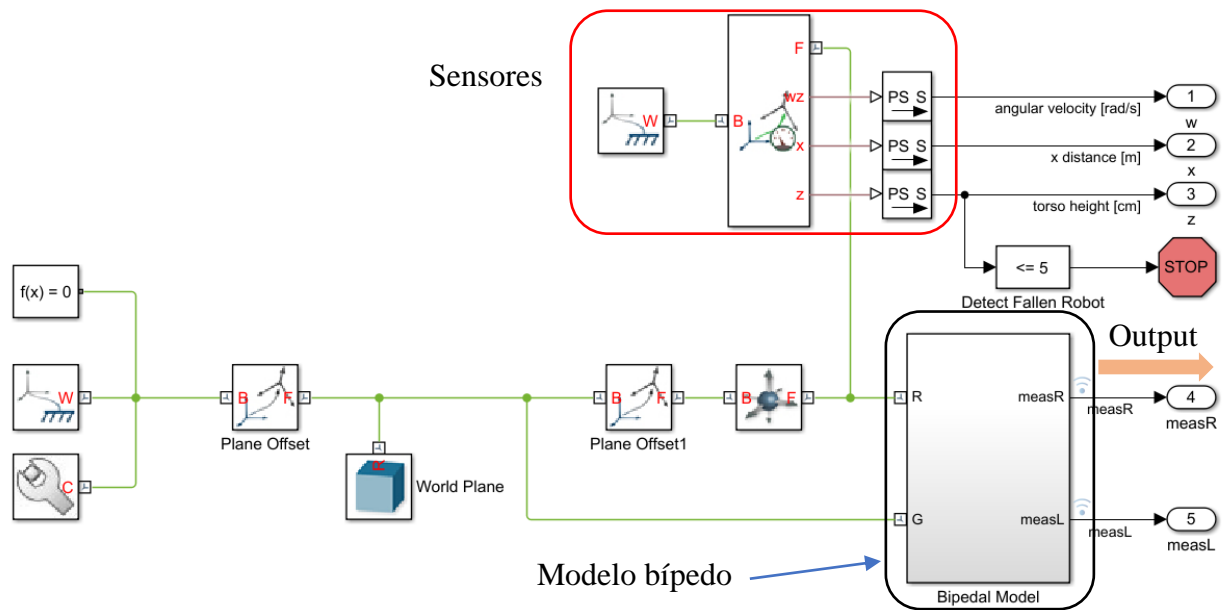 Sensores
F
W
B
wz
x
z
PS S
PS S
PS S
angular velocity [rad/s]
1
w
x distance [m]
2
x
torso height [cm]
3
z
<= 5
Detect Fallen Robot
STOP
f(x) = 0
W
C
B F
Plane Offset
R
World Plane
B F
Plane Offset1
B F
Output
R
G
measR
measL
Bipedal Model
measR
4
measR
measL
5
measL
Modelo bípedo